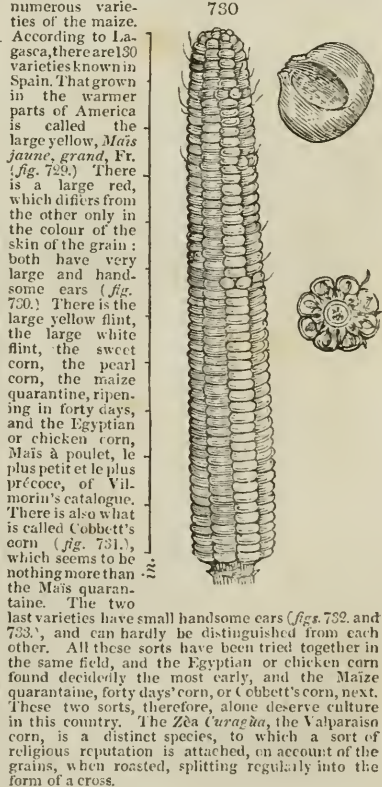 numerous varie-
ties of the maize.
According to La-
gasca, there are 130
varieties known in
Spain. That grown
in the warmer
parts of America
is called the
large yellow, Maïs
jaune, grand, Fr.
(fig. 729.) There
is a large red,
which differs from
the other only in
the colour of the
skin of the grain :
both have very
large and hand-
some ears (fig.
730.) There is the
large yellow flint,
the large white
flint, the sweet
corn, the pearl
corn, the maize
quarantine, ripen-
ing in forty days,
and the Egyptian
or chicken corn,
Maïs à poulet, le
plus petit et le plus
précoce, of Vil-
morin's catalogue.
There is also what
is called Cobbett's
corn (fig. 731.),
which seems to be
nothing more than
the Maïs quaran-
taine. The two
730
in.
last varieties have small handsome ears (figs. 732. and
733.), and can hardly be distinguished from each
other. All these sorts have been tried together in
the same field, and the Egyptian or chicken corn
found decidedly the most early, and the Maïze
quarantaine, forty days' corn, or Cobbett's corn, next.
These two sorts, therefore, alone deserve culture
in this country. The Zèa Curagùa, the Valparaiso
corn, is a distinct species, to which a sort of
religious reputation is attached, on account of the
grains, when roasted, splitting regularly into the
form of a cross.